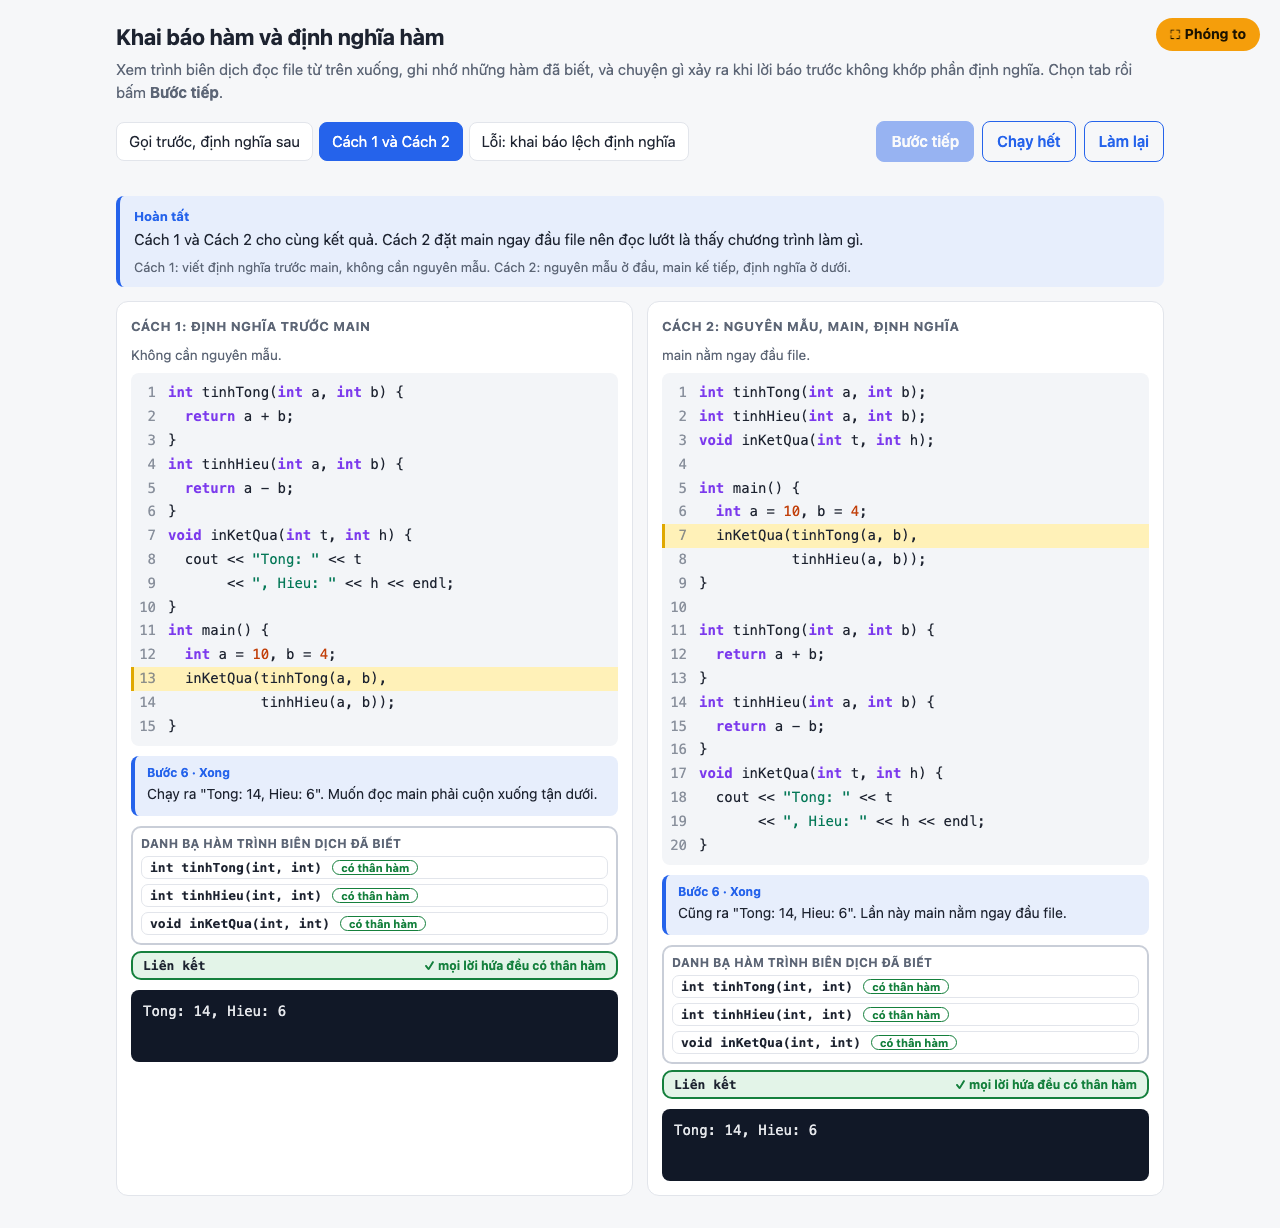 Khai báo hàm và định nghĩa hàm
⛶ Phóng to
Xem trình biên dịch đọc file từ trên xuống, ghi nhớ những hàm đã biết, và chuyện gì xảy ra khi lời báo trước không khớp phần định nghĩa. Chọn tab rồi
bấm Bước tiếp.
Gọi trước, định nghĩa sau
Cách 1 và Cách 2
Lỗi: khai báo lệch định nghĩa
Bước tiếp
Chạy hết
Làm lại
Hoàn tất
Cách 1 và Cách 2 cho cùng kết quả. Cách 2 đặt main ngay đầu file nên đọc lướt là thấy chương trình làm gì.
Cách 1: viết định nghĩa trước main, không cần nguyên mẫu. Cách 2: nguyên mẫu ở đầu, main kế tiếp, định nghĩa ở dưới.
CÁCH 1: ĐỊNH NGHĨA TRƯỚC MAIN
Không cần nguyên mẫu.
1 int tinhTong(int a, int b) {
2   return a + b;
3 }
4 int tinhHieu(int a, int b) {
5   return a - b;
6 }
7 void inKetQua(int t, int h) {
8   cout << "Tong: " << t
9        << ", Hieu: " << h << endl;
10 }
11 int main() {
12   int a = 10, b = 4;
13   inKetQua(tinhTong(a, b),
14            tinhHieu(a, b));
15 }
Bước 6 · Xong
Chạy ra "Tong: 14, Hieu: 6". Muốn đọc main phải cuộn xuống tận dưới.
DANH BẠ HÀM TRÌNH BIÊN DỊCH ĐÃ BIẾT
int tinhTong(int, int) có thân hàm
int tinhHieu(int, int) có thân hàm
void inKetQua(int, int) có thân hàm
Liên kết ✓ mọi lời hứa đều có thân hàm
Tong: 14, Hieu: 6
CÁCH 2: NGUYÊN MẪU, MAIN, ĐỊNH NGHĨA
main nằm ngay đầu file.
1 int tinhTong(int a, int b);
2 int tinhHieu(int a, int b);
3 void inKetQua(int t, int h);
4
5 int main() {
6   int a = 10, b = 4;
7   inKetQua(tinhTong(a, b),
8            tinhHieu(a, b));
9 }
10
11 int tinhTong(int a, int b) {
12   return a + b;
13 }
14 int tinhHieu(int a, int b) {
15   return a - b;
16 }
17 void inKetQua(int t, int h) {
18   cout << "Tong: " << t
19        << ", Hieu: " << h << endl;
20 }
Bước 6 · Xong
Cũng ra "Tong: 14, Hieu: 6". Lần này main nằm ngay đầu file.
DANH BẠ HÀM TRÌNH BIÊN DỊCH ĐÃ BIẾT
int tinhTong(int, int) có thân hàm
int tinhHieu(int, int) có thân hàm
void inKetQua(int, int) có thân hàm
Liên kết ✓ mọi lời hứa đều có thân hàm
Tong: 14, Hieu: 6